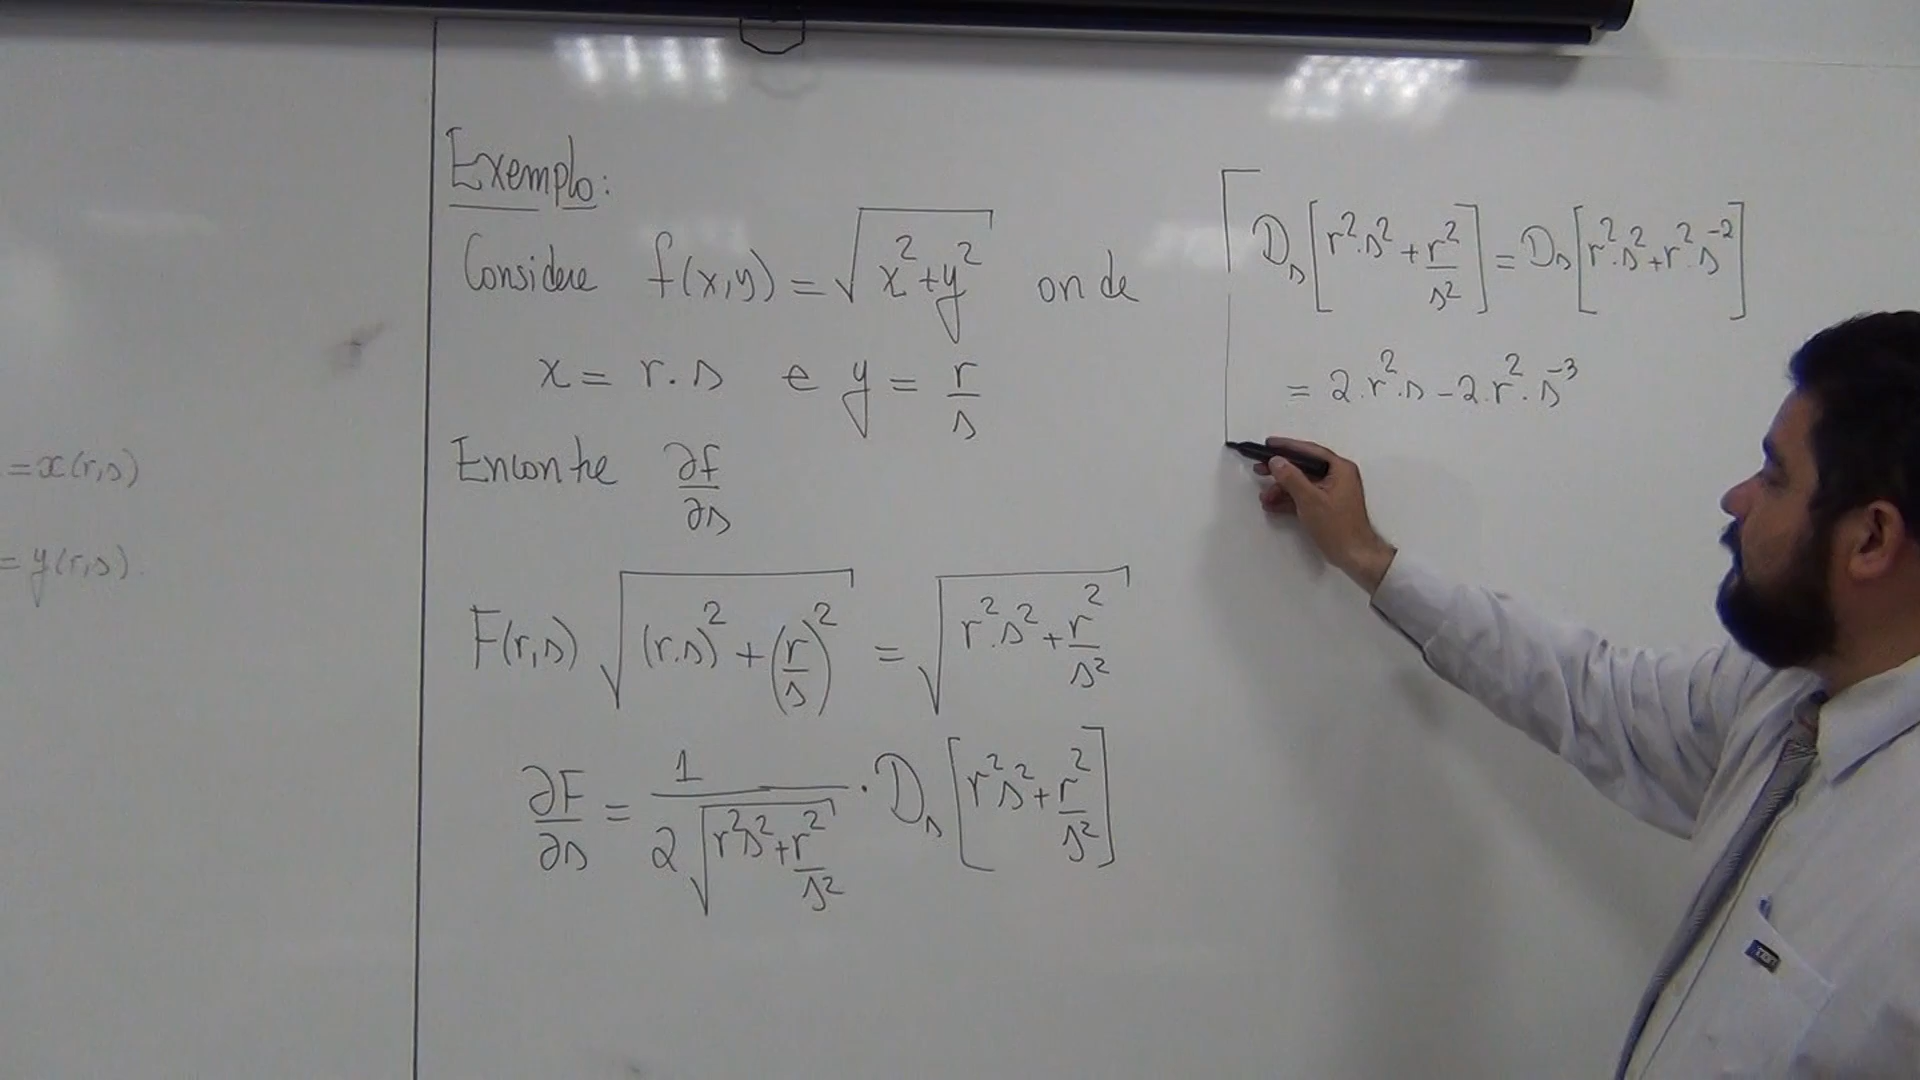 =x(r,s)
=y(r,s).
Exemplo:
Considere f(x,y) = √(x²+y²) onde
x = r.s e y = r/s
Encontre ∂f/∂s
F(r,s) √((r.s)²+(r/s)²) = √(r².s²+r²/s²)
∂F/∂s = 1/(2√(r²s²+r²/s²)) · Dₛ[r²s²+r²/s²]
Dₛ[r².s²+r²/s²] = Dₛ[r².s²+r².s⁻²]
= 2.r².s-2.r².s⁻³